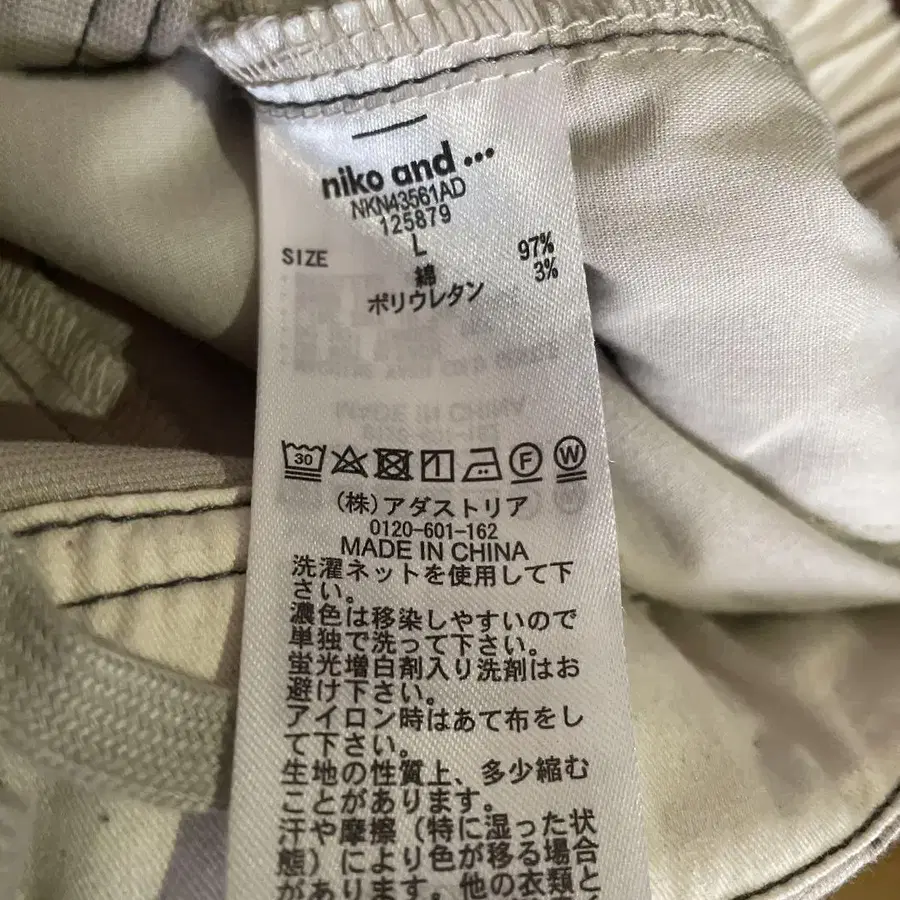 niko and ...
NKN43561AD
125879
SIZE L
綿 97%
ポリウレタン 3%
MADE IN CHINA
30 F W
(株)アダストリア
0120-601-162
MADE IN CHINA
洗濯ネットを使用して下
さい。
濃色は移染しやすいので
単独で洗って下さい。
蛍光増白剤入り洗剤はお
避け下さい。
アイロン時はあて布をし
て下さい。
生地の性質上、多少縮む
ことがあります。
汗や摩擦(特に湿った状
態)により色が移る場合
があります。他の衣類と